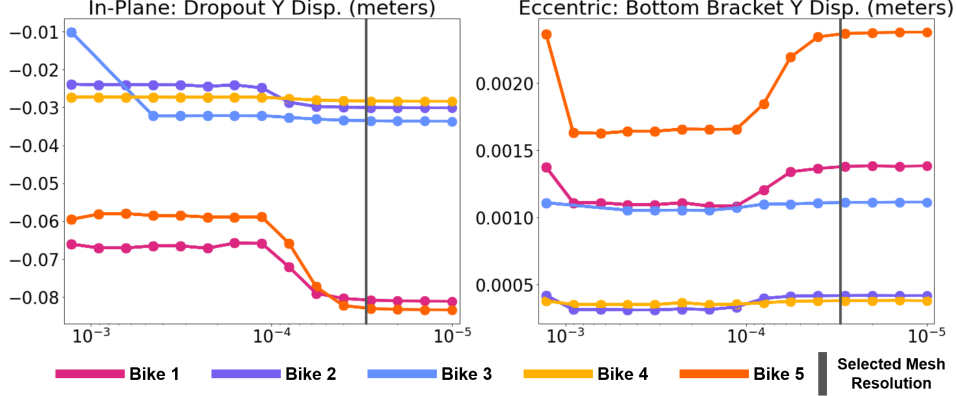 In-Plane: Dropout Y Disp. (meters)
−0.01
−0.02
−0.03
−0.04
−0.05
−0.06
−0.07
−0.08
10⁻³
10⁻⁴
10⁻⁵
Eccentric: Bottom Bracket Y Disp. (meters)
0.0020
0.0015
0.0010
0.0005
10⁻³
10⁻⁴
10⁻⁵
Bike 1
Bike 2
Bike 3
Bike 4
Bike 5
Selected Mesh
Resolution